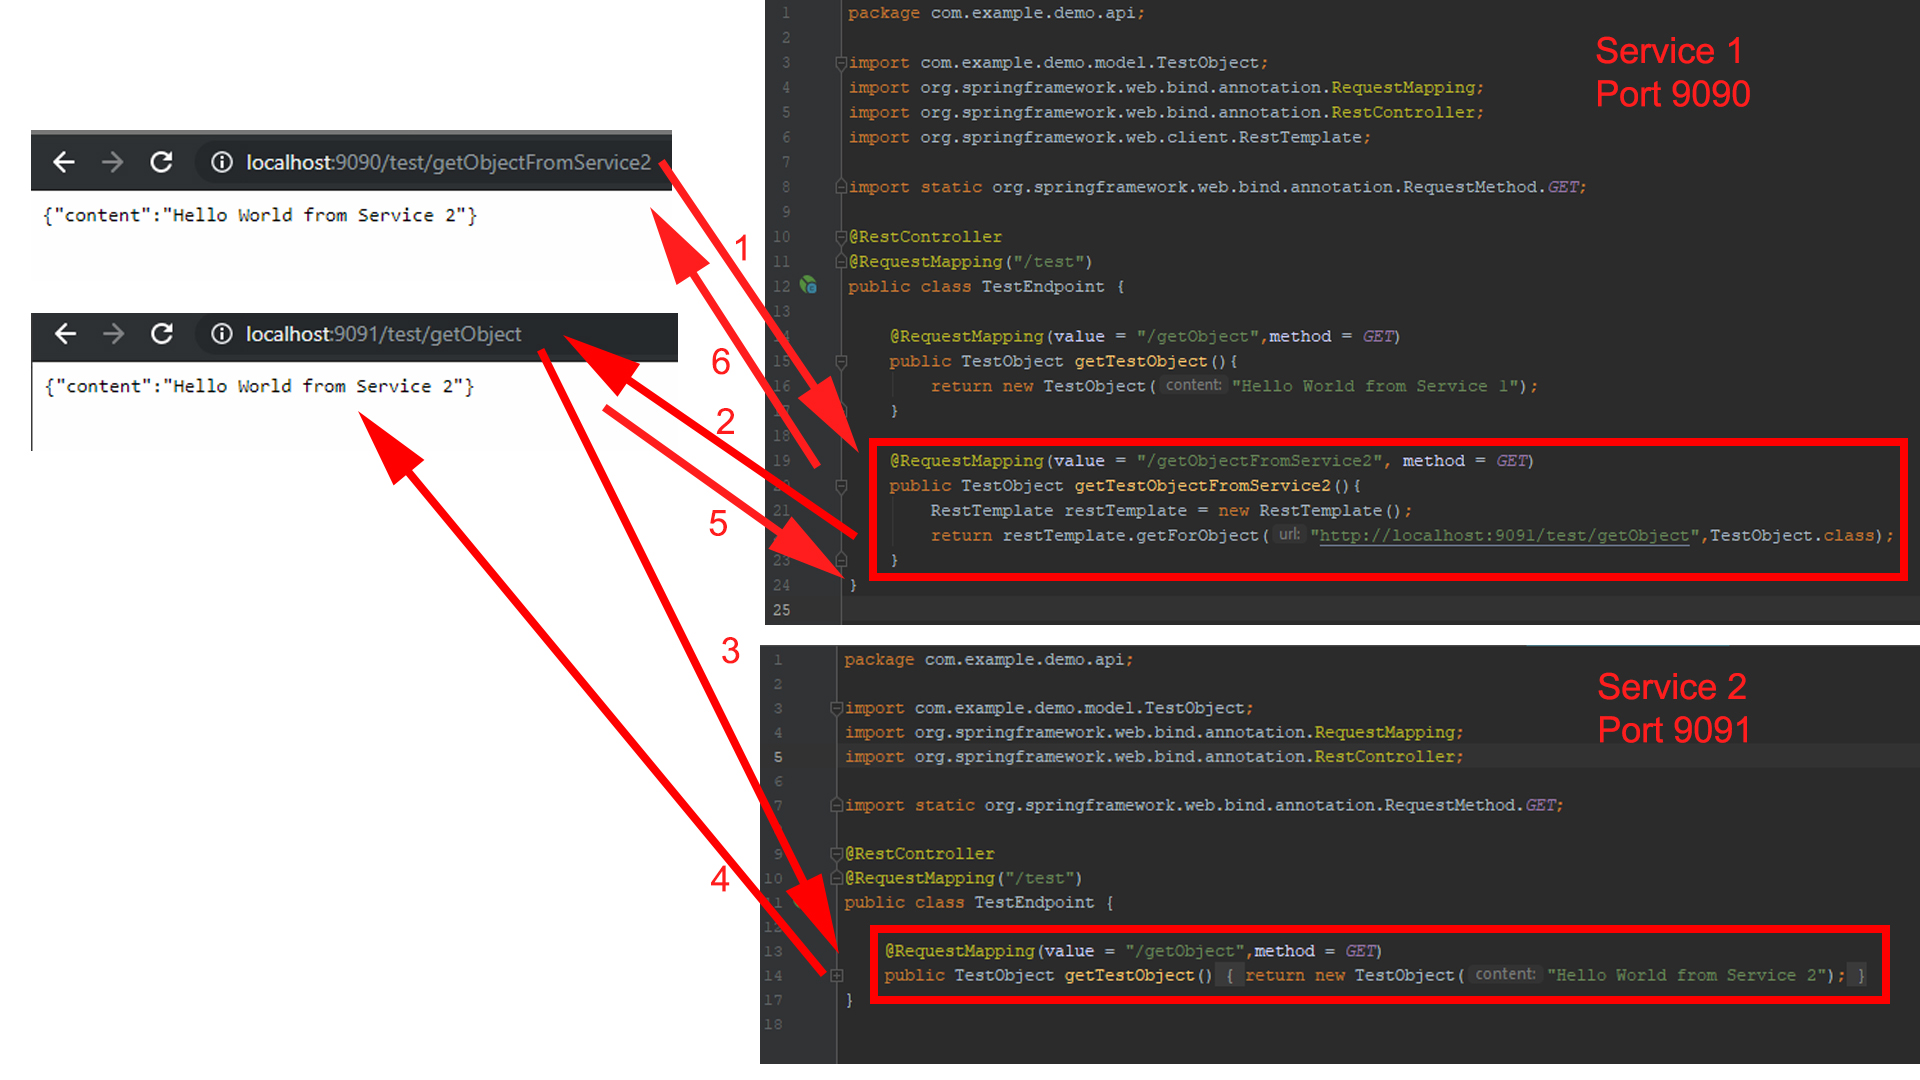 localhost:9090/test/getObjectFromService2
{"content":"Hello World from Service 2"}
localhost:9091/test/getObject
{"content":"Hello World from Service 2"}
1
6
2
5
3
4
Service 1
Port 9090
1 package com.example.demo.api;
2
3 import com.example.demo.model.TestObject;
4 import org.springframework.web.bind.annotation.RequestMapping;
5 import org.springframework.web.bind.annotation.RestController;
6 import org.springframework.web.client.RestTemplate;
7
8 import static org.springframework.web.bind.annotation.RequestMethod.GET;
9
10 @RestController
11 @RequestMapping("/test")
12 public class TestEndpoint {
13
@RequestMapping(value = "/getObject",method = GET)
15 public TestObject getTestObject(){
16 return new TestObject( content: "Hello World from Service 1");
}
18
19 @RequestMapping(value = "/getObjectFromService2", method = GET)
public TestObject getTestObjectFromService2(){
21 RestTemplate restTemplate = new RestTemplate();
return restTemplate.getForObject( url: "http://localhost:9091/test/getObject",TestObject.class);
23 }
24 }
25
Service 2
Port 9091
1 package com.example.demo.api;
2
3 import com.example.demo.model.TestObject;
4 import org.springframework.web.bind.annotation.RequestMapping;
5 import org.springframework.web.bind.annotation.RestController;
6
7 import static org.springframework.web.bind.annotation.RequestMethod.GET;
9 @RestController
10 @RequestMapping("/test")
11 public class TestEndpoint {
12
13 @RequestMapping(value = "/getObject",method = GET)
14 public TestObject getTestObject() { return new TestObject( content: "Hello World from Service 2"); }
17 }
18